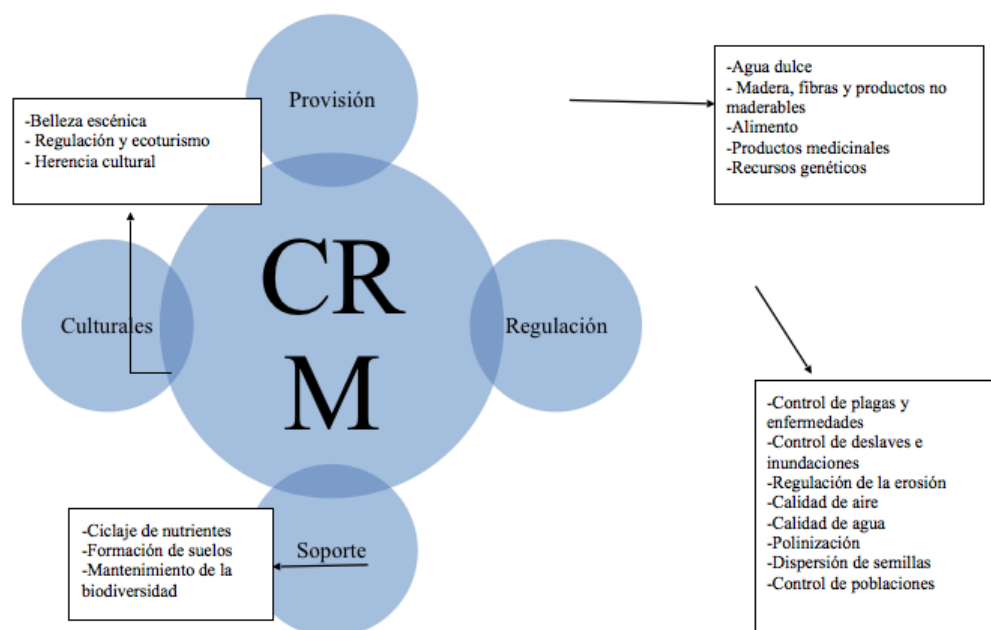 Provisión
-Agua dulce
- Madera, fibras y productos no
maderables
-Alimento
-Productos medicinales
-Recursos genéticos
-Belleza escénica
- Regulación y ecoturismo
- Herencia cultural
CR
M
Culturales
Regulación
-Control de plagas y
enfermedades
-Control de deslaves e
inundaciones
-Regulación de la erosión
-Calidad de aire
-Calidad de agua
-Polinización
-Dispersión de semillas
-Control de poblaciones
Soporte
-Ciclaje de nutrientes
-Formación de suelos
-Mantenimiento de la
biodiversidad